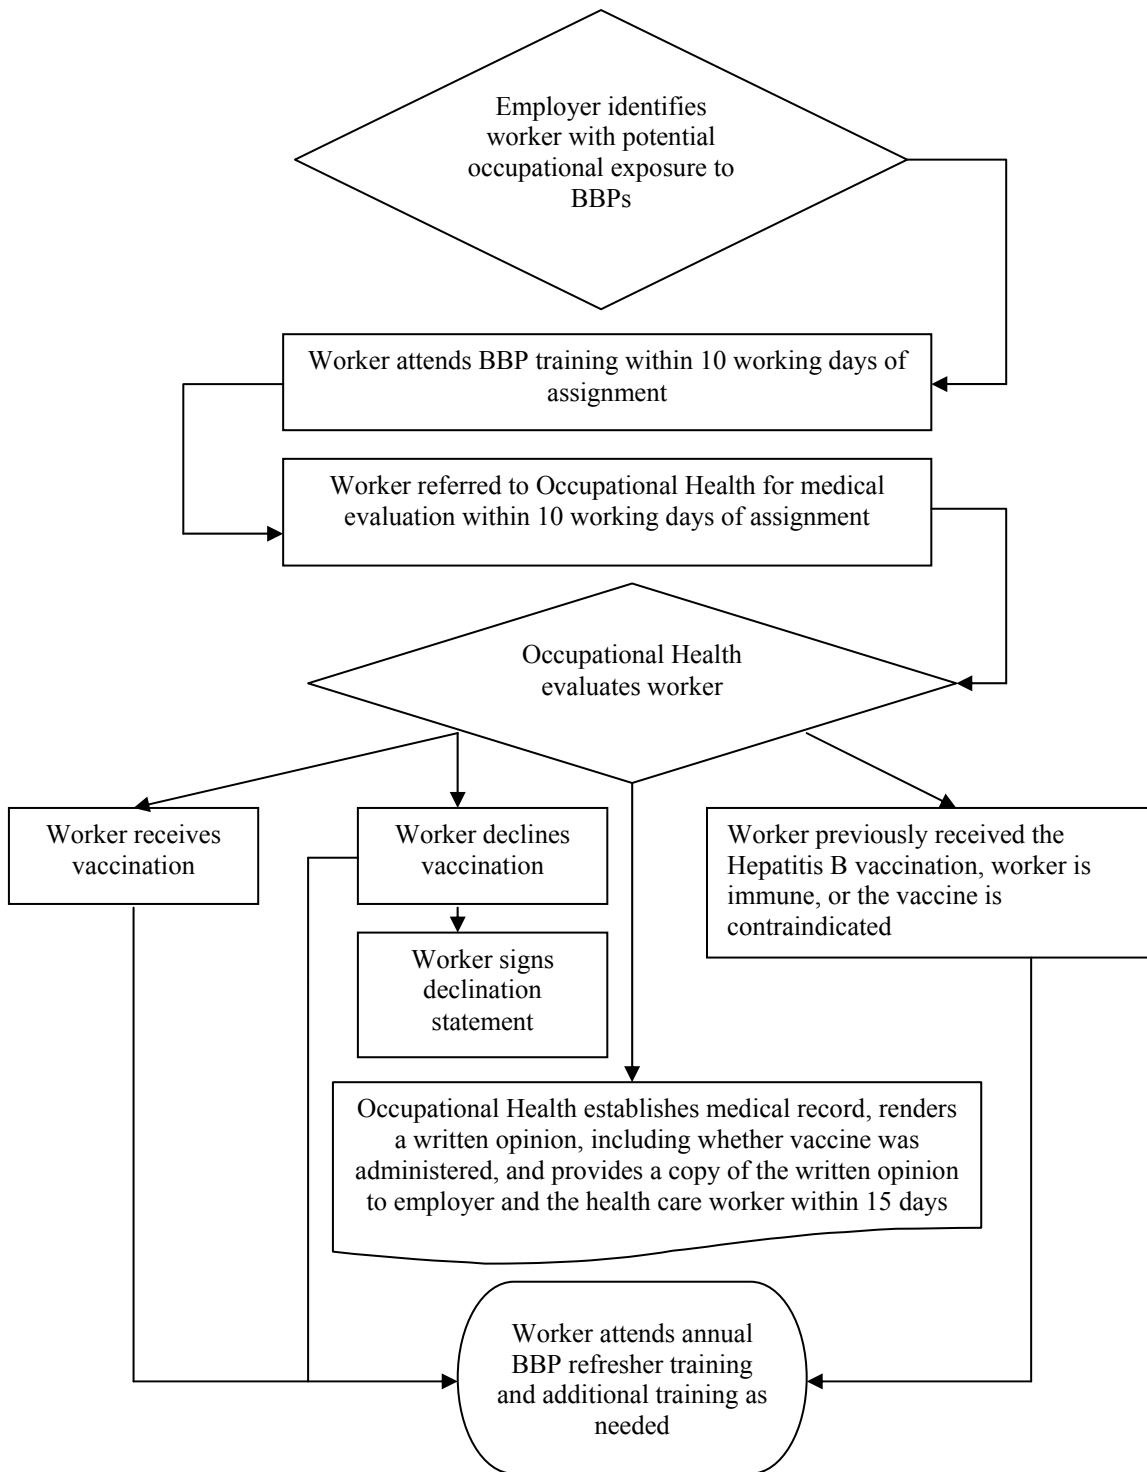 Employer identifies
worker with potential
occupational exposure to
BBPs
Worker attends BBP training within 10 working days of
assignment
Worker referred to Occupational Health for medical
evaluation within 10 working days of assignment
Occupational Health
evaluates worker
Worker receives
vaccination
Worker declines
vaccination
Worker previously received the
Hepatitis B vaccination, worker is
immune, or the vaccine is
contraindicated
Worker signs
declination
statement
Occupational Health establishes medical record, renders
a written opinion, including whether vaccine was
administered, and provides a copy of the written opinion
to employer and the health care worker within 15 days
Worker attends annual
BBP refresher training
and additional training as
needed